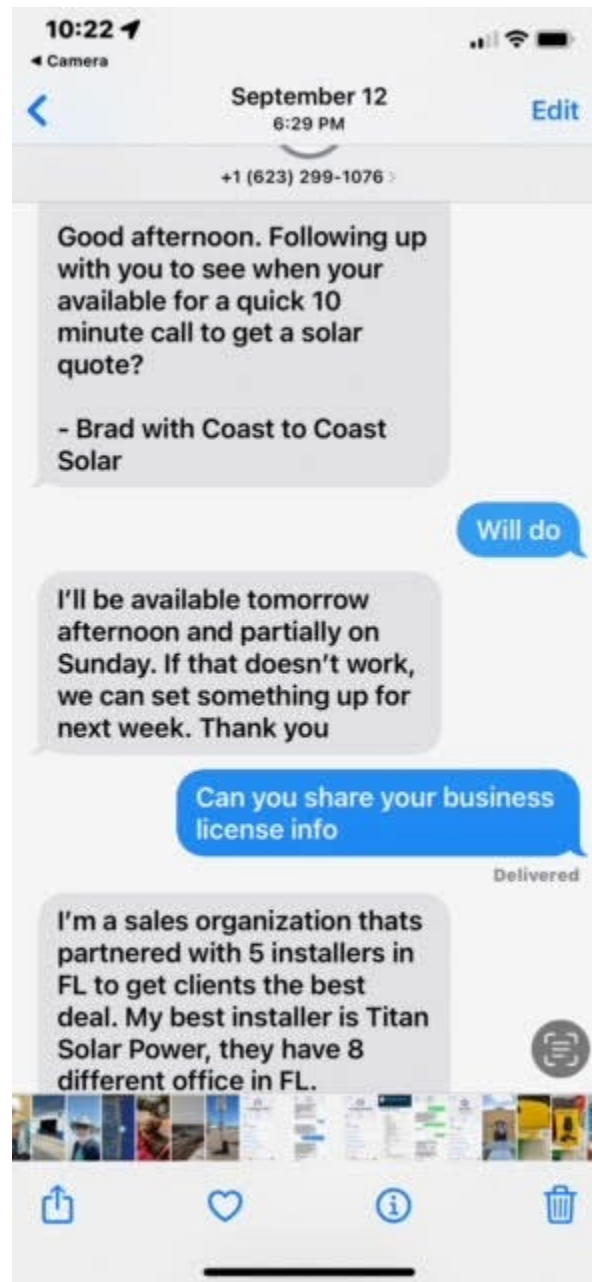 10:22
Camera
September 12
6:29 PM
Edit
+1 (623) 299-1076
Good afternoon. Following up
with you to see when your
available for a quick 10
minute call to get a solar
quote?
- Brad with Coast to Coast
Solar
Will do
I'll be available tomorrow
afternoon and partially on
Sunday. If that doesn't work,
we can set something up for
next week. Thank you
Can you share your business
license info
Delivered
I'm a sales organization thats
partnered with 5 installers in
FL to get clients the best
deal. My best installer is Titan
Solar Power, they have 8
different office in FL.